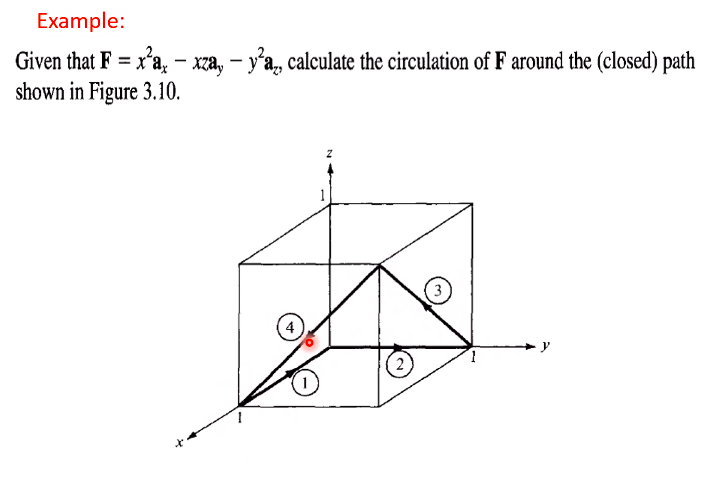 Example:
Given that F = x²aₓ − xzaᵧ − y²a_z, calculate the circulation of F around the (closed) path
shown in Figure 3.10.
z
1
3
4
y
2
1
1
1
x